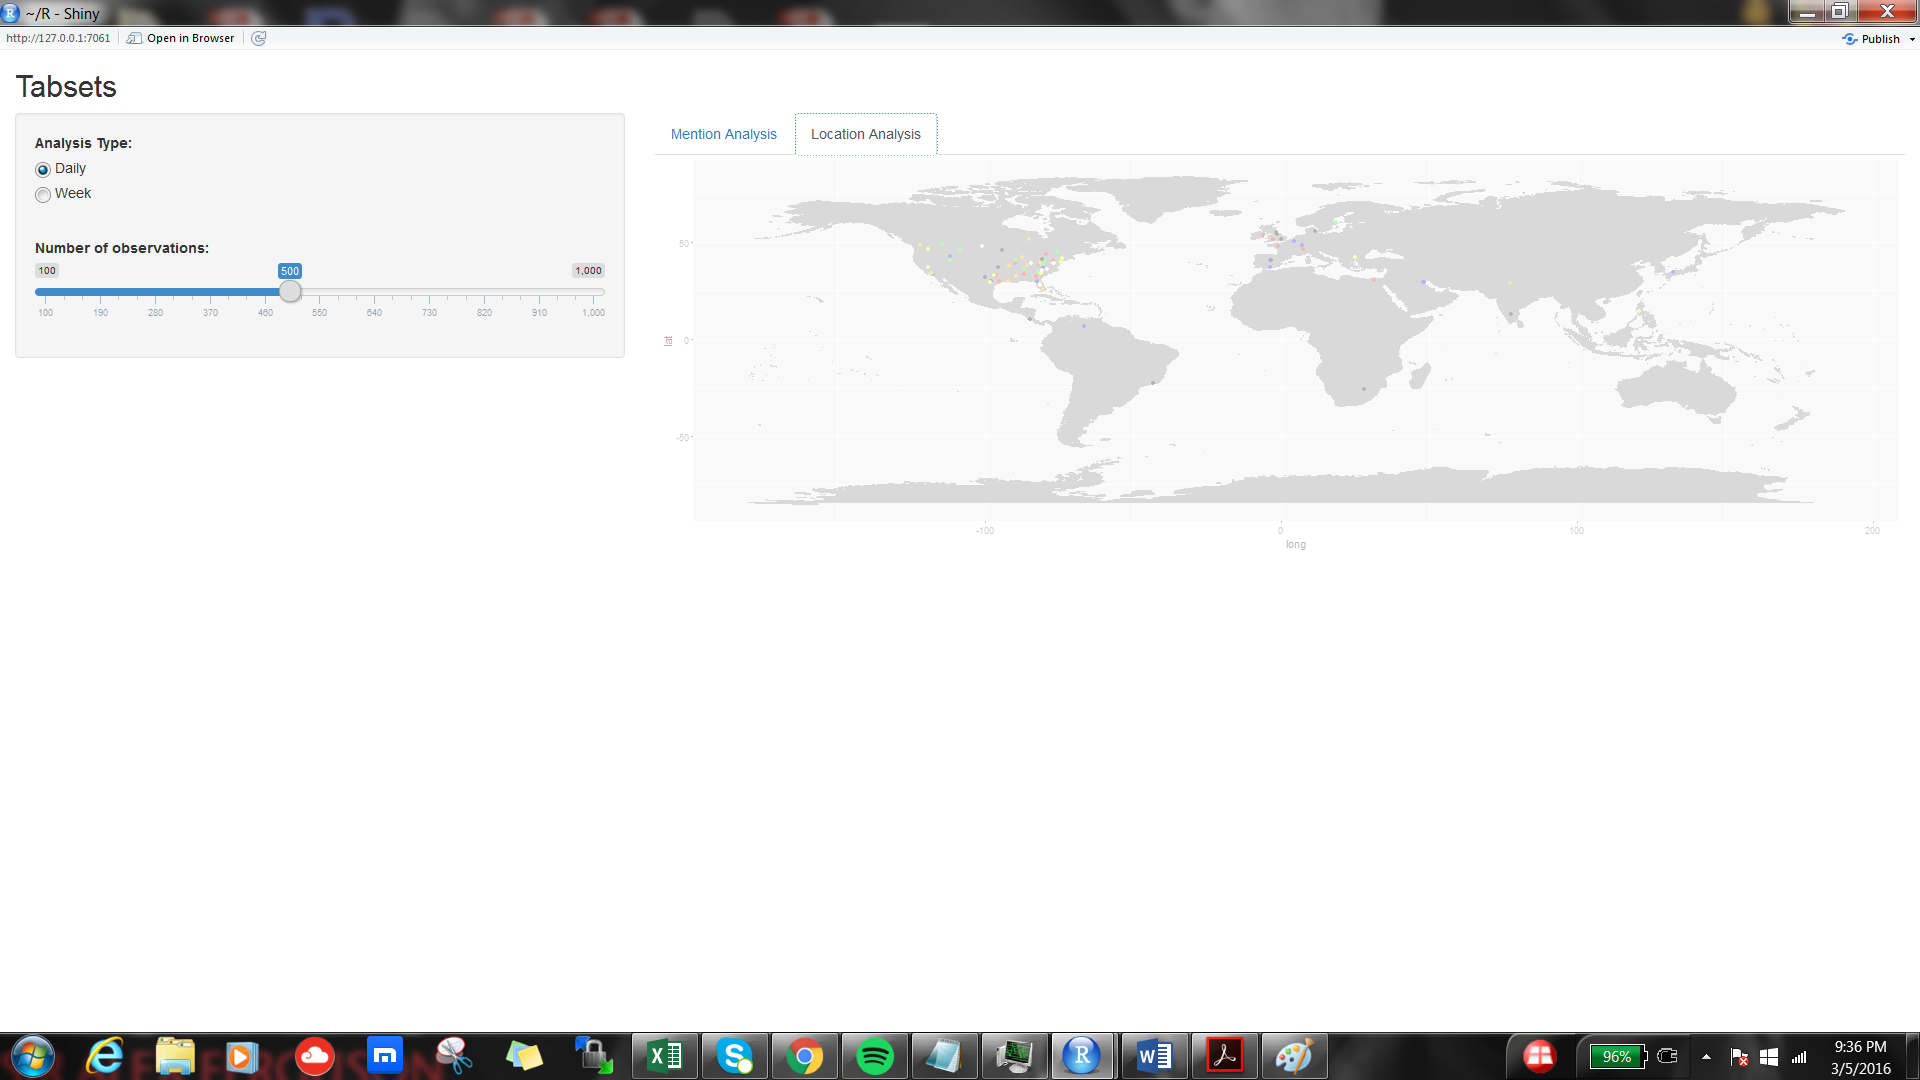 ~/R - Shiny
http://127.0.0.1:7061
Open in Browser
Publish
Tabsets
Analysis Type:
Daily
Week
Number of observations:
100
500
1,000
100 190 280 370 460 550 640 730 820 910 1,000
Mention Analysis
Location Analysis
50
0
-50
lat
-100 0 100 200
long
96%
9:36 PM
3/5/2016